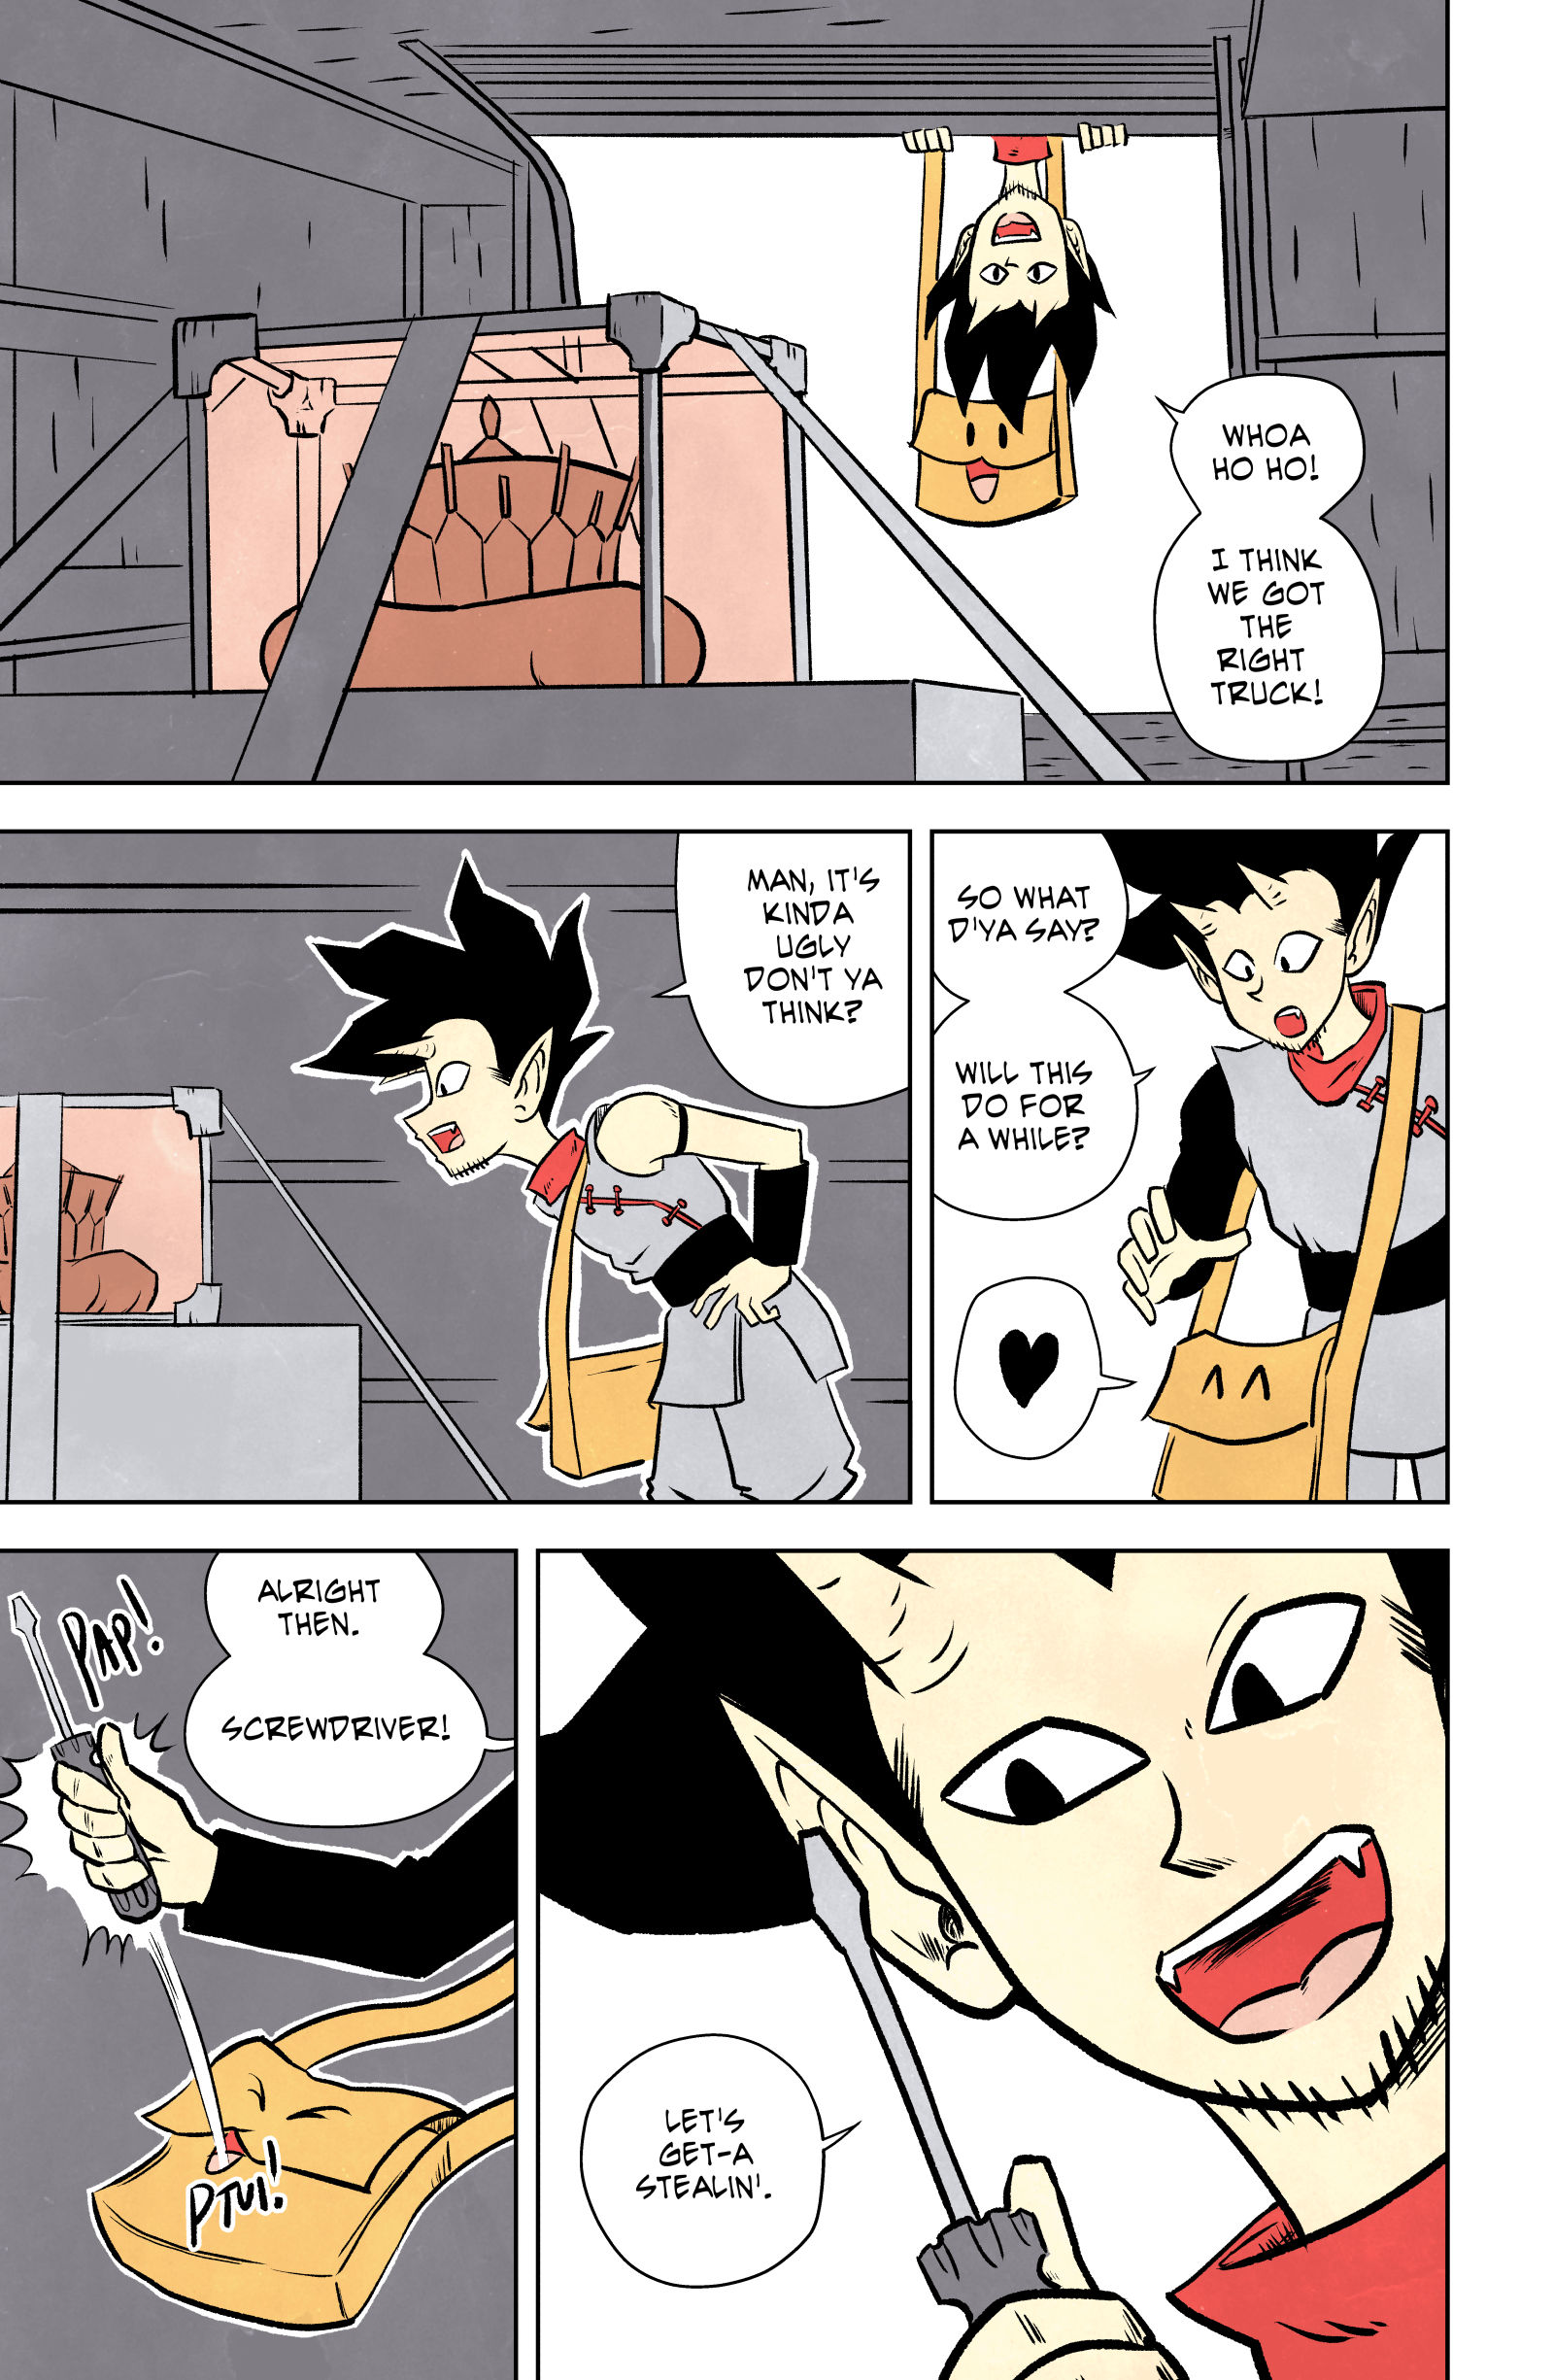 WHOA
HO HO!
I THINK
WE GOT
THE
RIGHT
TRUCK!
MAN, IT'S
KINDA
UGLY
DON'T YA
THINK?
SO WHAT
D'YA SAY?
WILL THIS
DO FOR
A WHILE?
ALRIGHT
THEN.
SCREWDRIVER!
PAP!
PTUI!
LET'S
GET-A
STEALIN'.